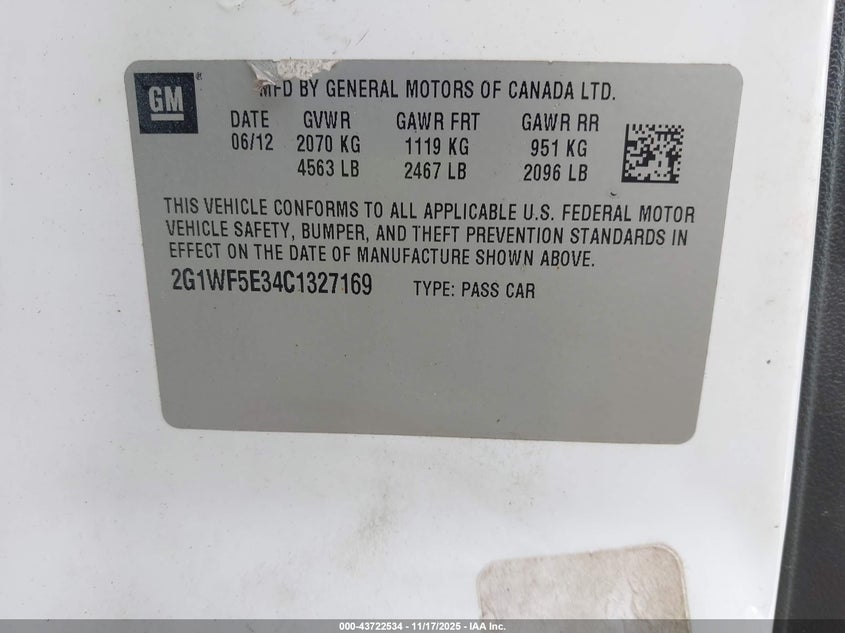 GM
MFD BY GENERAL MOTORS OF CANADA LTD.
DATE GVWR GAWR FRT GAWR RR
06/12 2070 KG 1119 KG 951 KG
4563 LB 2467 LB 2096 LB
THIS VEHICLE CONFORMS TO ALL APPLICABLE U.S. FEDERAL MOTOR
VEHICLE SAFETY, BUMPER, AND THEFT PREVENTION STANDARDS IN
EFFECT ON THE DATE OF MANUFACTURE SHOWN ABOVE.
2G1WF5E34C1327169 TYPE: PASS CAR
000-43722534 - 11/17/2025 - IAA Inc.